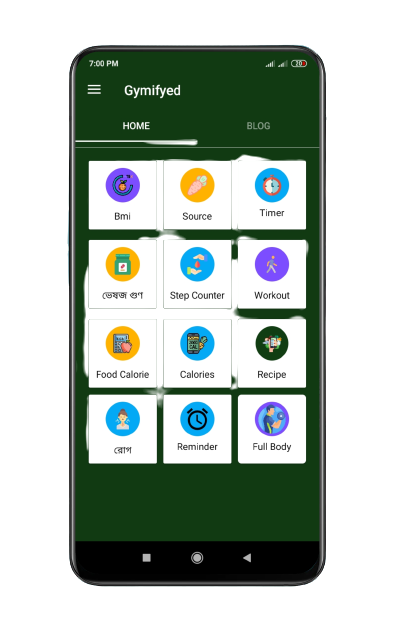 7:00 PM
Gymifyed
HOME BLOG
Bmi Source Timer
ভেষজ গুণ Step Counter Workout
Food Calorie Calories Recipe
রোগ Reminder Full Body